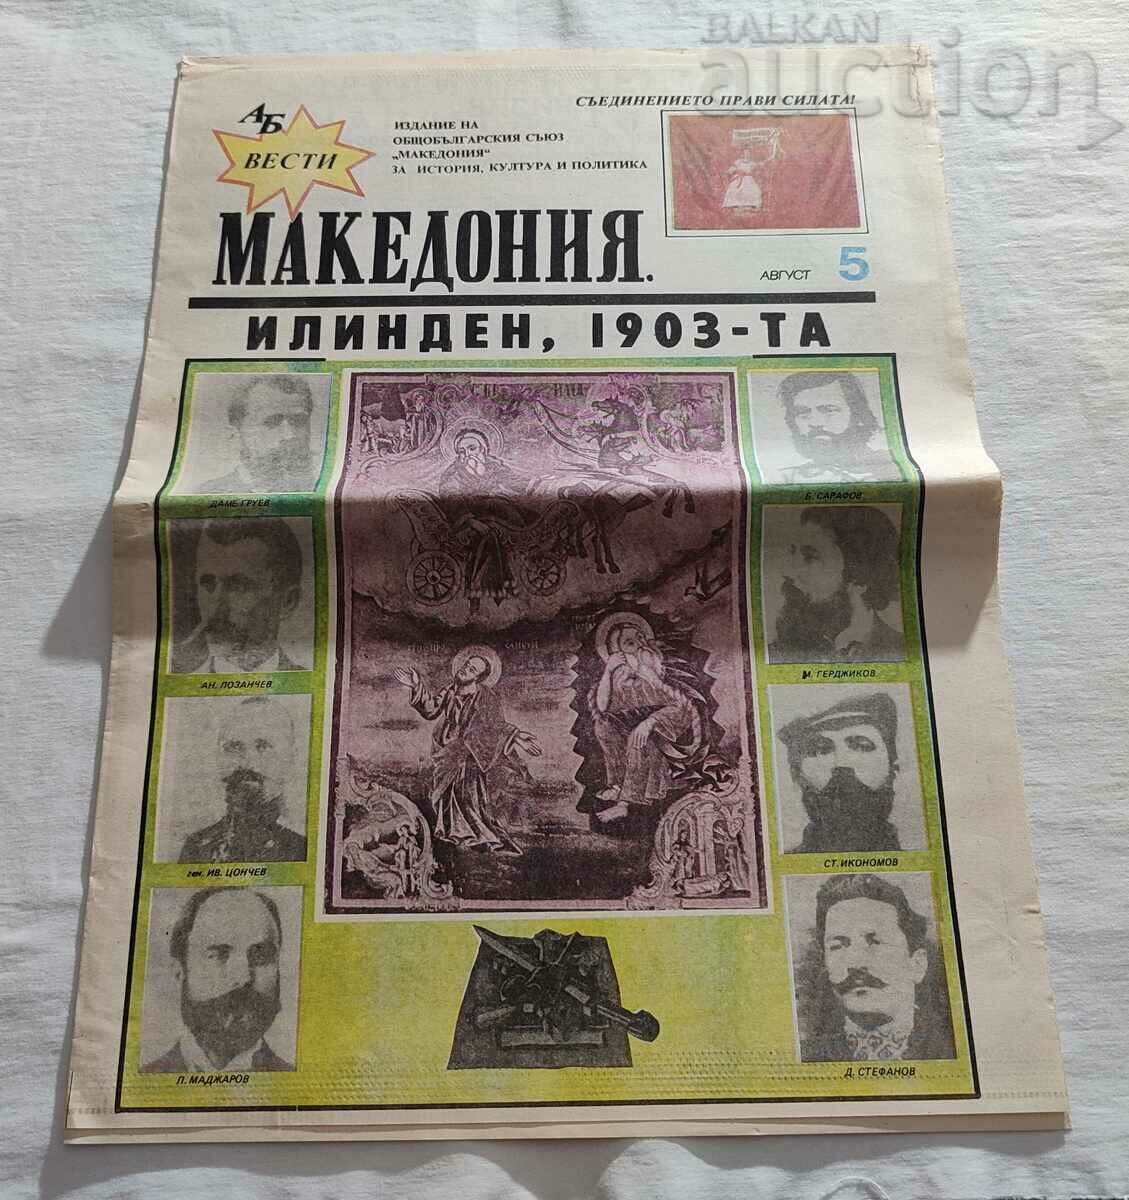 BALKAN
auction
СЪЕДИНЕНИЕТО ПРАВИ СИЛАТА!
АБ
ВЕСТИ
ИЗДАНИЕ НА
ОБЩОБЪЛГАРСКИЯ СЪЮЗ
„МАКЕДОНИЯ“
ЗА ИСТОРИЯ, КУЛТУРА И ПОЛИТИКА
МАКЕДОНИЯ.
АВГУСТ 5
ИЛИНДЕН, 1903-ТА
ДАМЕ ГРУЕВ
Б. САРАФОВ
АН. ЛОЗАНЧЕВ
М. ГЕРДЖИКОВ
ген. ИВ. ЦОНЧЕВ
СТ. ИКОНОМОВ
П. МАДЖАРОВ
Д. СТЕФАНОВ